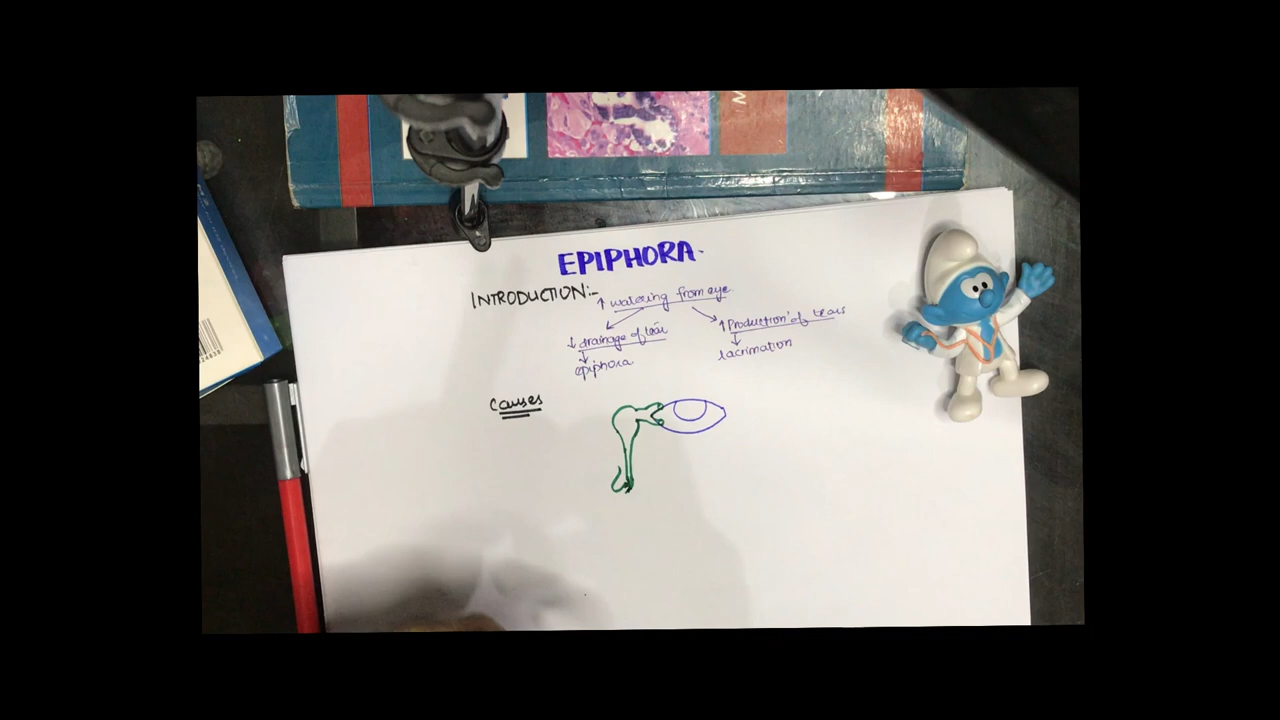 EPIPHORA
INTRODUCTION:-
↑ watering from eye.
↓ drainage of tear
↑ Production of tears
epiphora
lacrimation
Causes